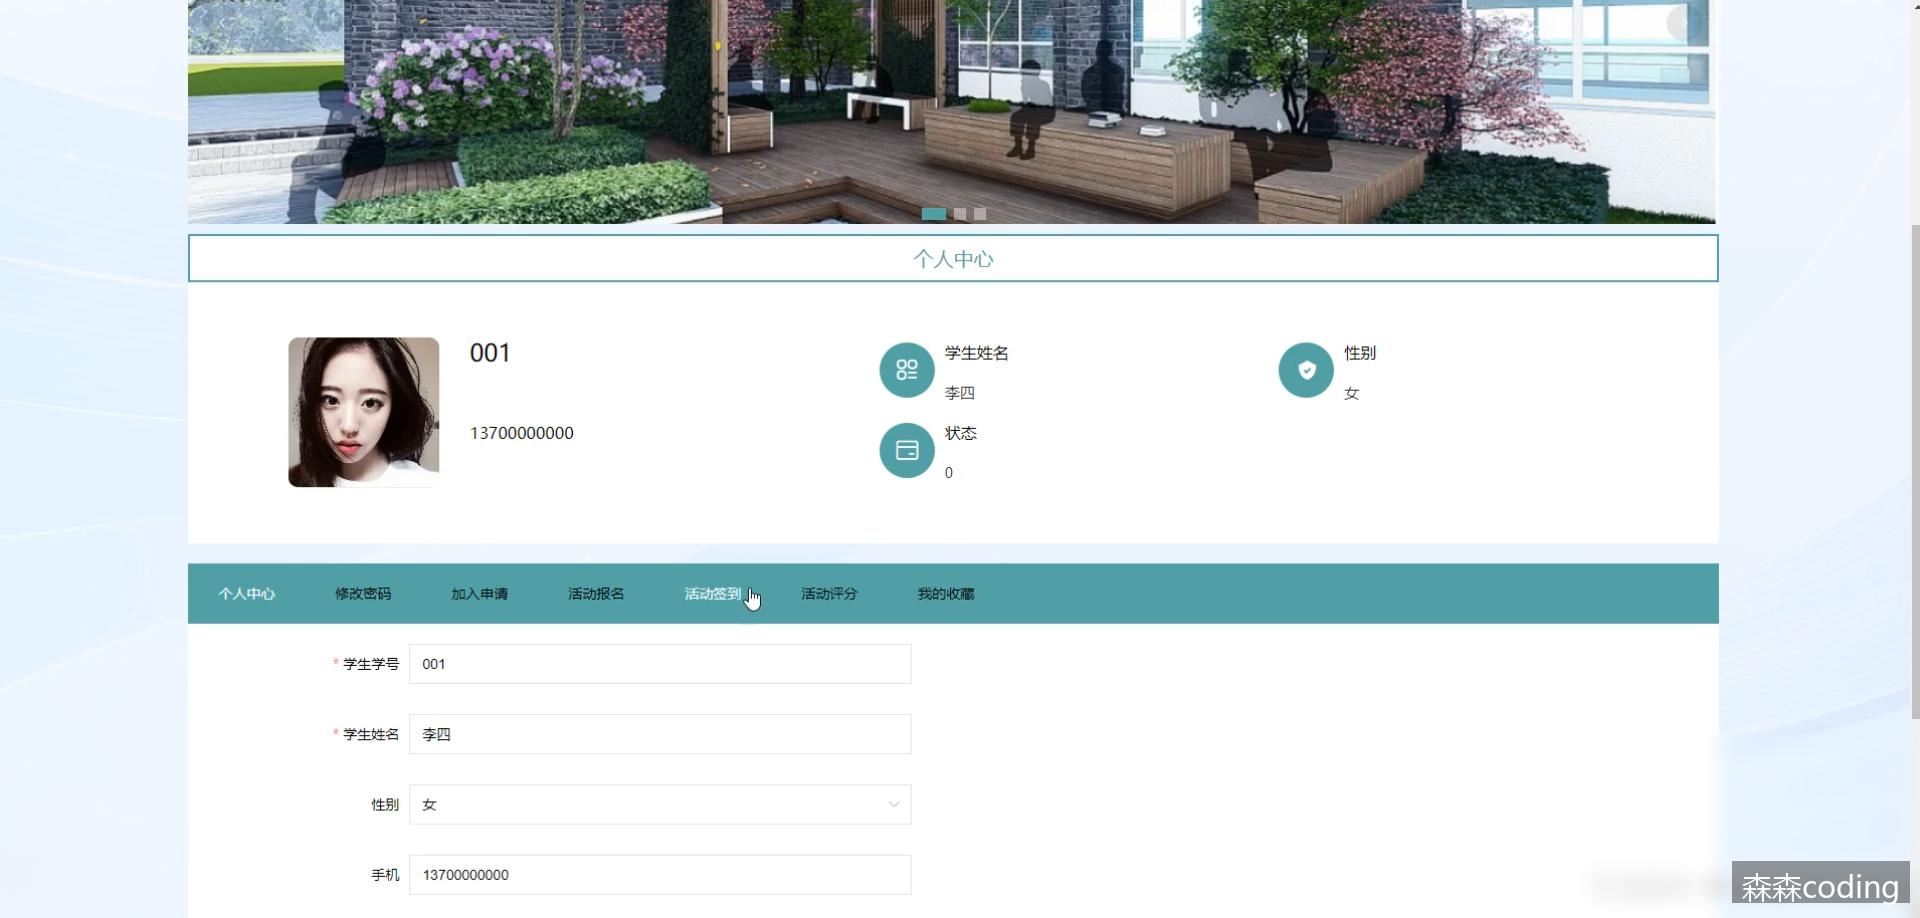 个人中心
001
13700000000
学生姓名
李四
性别
女
状态
0
个人中心 修改密码 加入申请 活动报名 活动签到 活动评分 我的收藏
* 学生学号 001
* 学生姓名 李四
性别 女
手机 13700000000
森森coding